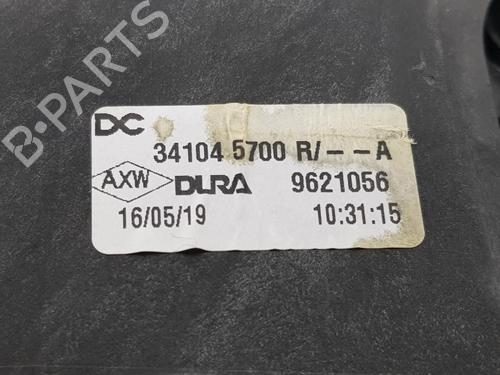 B-PARTS
DC
34104 5700 R/--A
AXW DURA 9621056
16/05/19 10:31:15